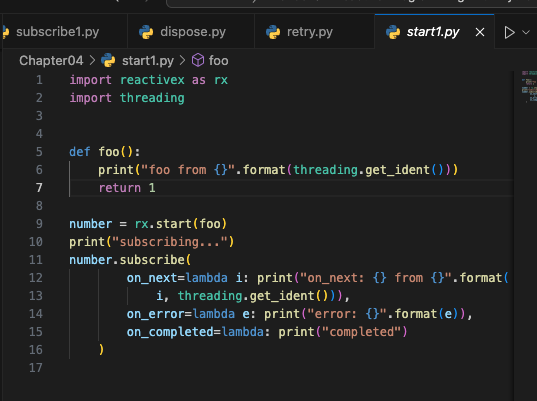 subscribe1.py dispose.py retry.py start1.py
Chapter04 > start1.py > foo
1 import reactivex as rx
2 import threading
3
4
5 def foo():
6     print("foo from {}".format(threading.get_ident()))
7     return 1
8
9 number = rx.start(foo)
10 print("subscribing...")
11 number.subscribe(
12         on_next=lambda i: print("on_next: {} from {}".format(
13             i, threading.get_ident())),
14         on_error=lambda e: print("error: {}".format(e)),
15         on_completed=lambda: print("completed")
16     )
17